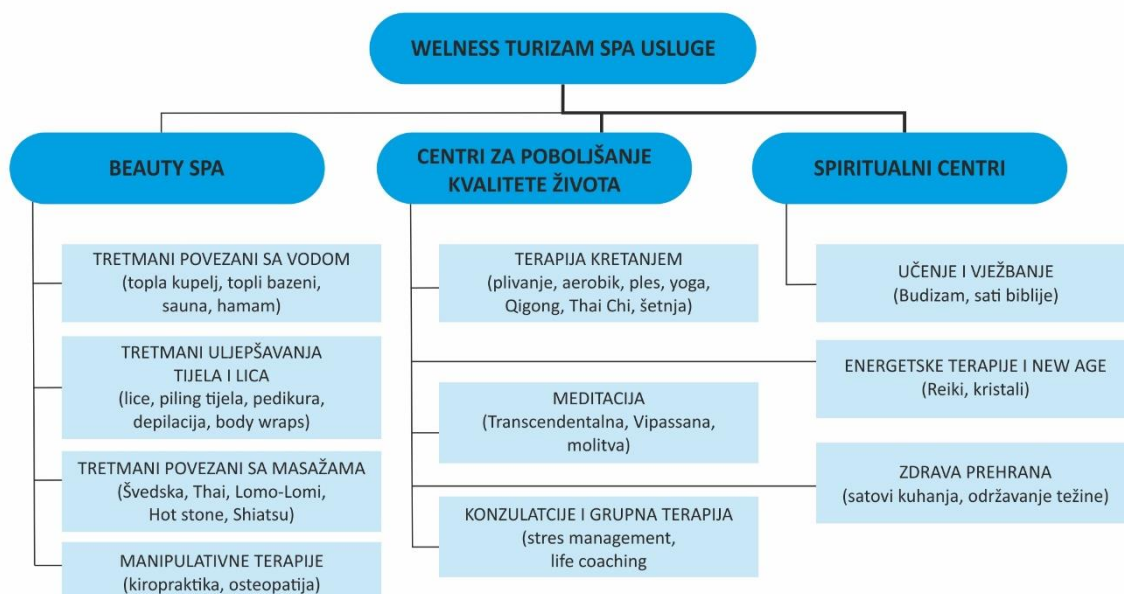 WELNESS TURIZAM SPA USLUGE
BEAUTY SPA
TRETMANI POVEZANI SA VODOM
(topla kupelj, topli bazeni,
sauna, hamam)
TRETMANI ULJEPŠAVANJA
TIJELA I LICA
(lice, piling tijela, pedikura,
depilacija, body wraps)
TRETMANI POVEZANI SA MASAŽAMA
(Švedska, Thai, Lomo-Lomi,
Hot stone, Shiatsu)
MANIPULATIVNE TERAPIJE
(kiropraktika, osteopatija)
CENTRI ZA POBOLJŠANJE
KVALITETE ŽIVOTA
TERAPIJA KRETANJEM
(plivanje, aerobik, ples, yoga,
Qigong, Thai Chi, šetnja)
MEDITACIJA
(Transcendentalna, Vipassana,
molitva)
KONZULATCIJE I GRUPNA TERAPIJA
(stres management,
life coaching
SPIRITUALNI CENTRI
UČENJE I VJEŽBANJE
(Budizam, sati biblije)
ENERGETSKE TERAPIJE I NEW AGE
(Reiki, kristali)
ZDRAVA PREHRANA
(satovi kuhanja, održavanje težine)